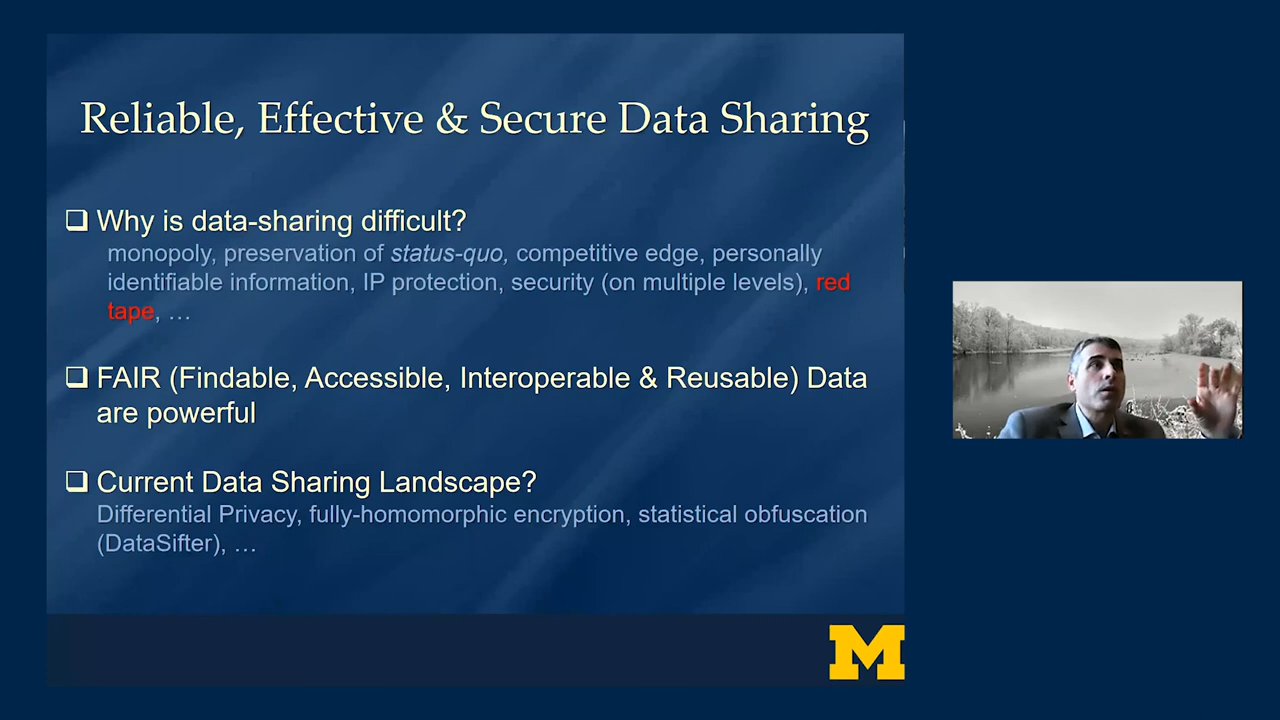 Reliable, Effective & Secure Data Sharing
❑ Why is data-sharing difficult?
monopoly, preservation of status-quo, competitive edge, personally
identifiable information, IP protection, security (on multiple levels), red
tape, …
❑ FAIR (Findable, Accessible, Interoperable & Reusable) Data
are powerful
❑ Current Data Sharing Landscape?
Differential Privacy, fully-homomorphic encryption, statistical obfuscation
(DataSifter), …
M